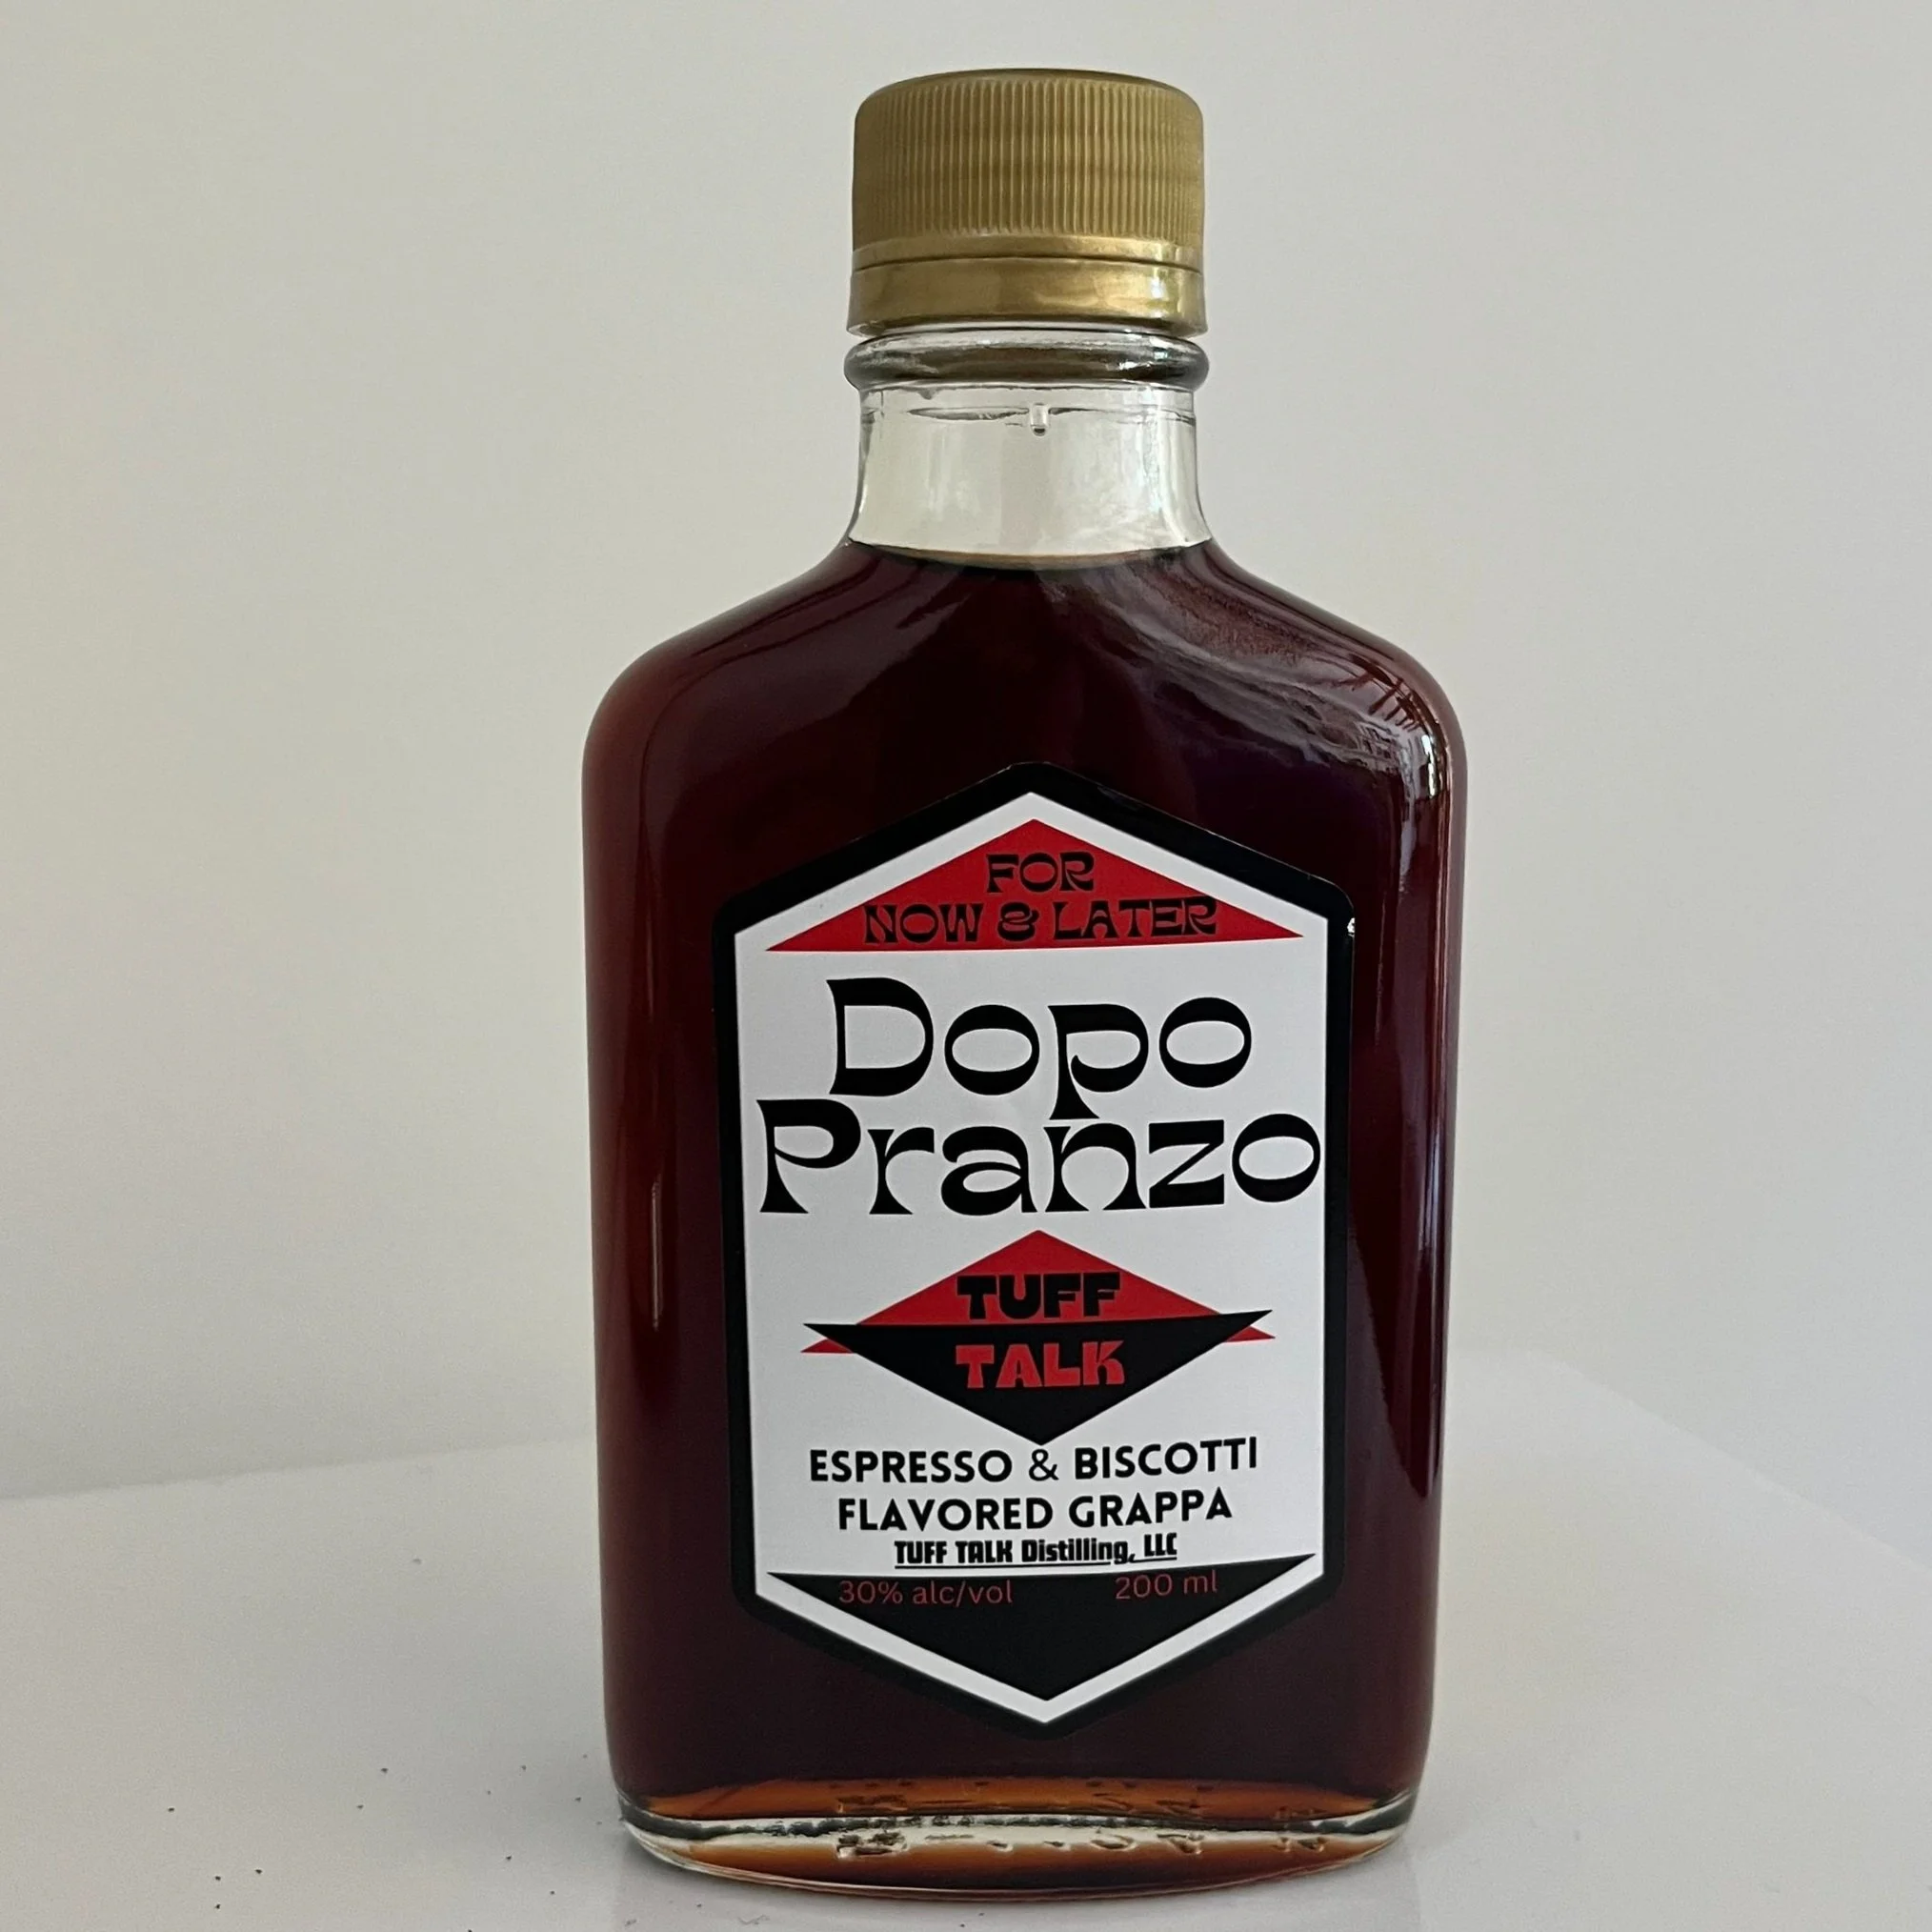 FOR
NOW & LATER
Dopo
Pranzo
TUFF
TALK
ESPRESSO & BISCOTTI
FLAVORED GRAPPA
TUFF TALK Distilling, LLC
30% alc/vol 200 ml